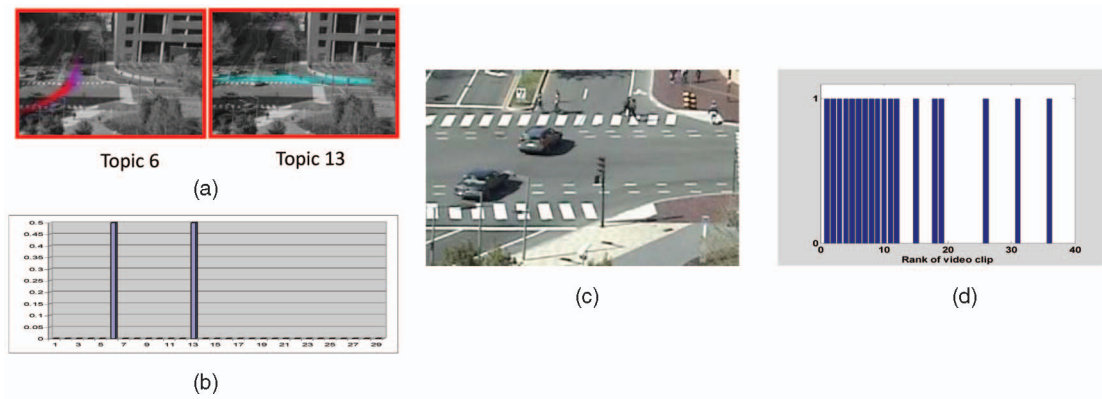 Topic 6 Topic 13
(a)
0.5
0.45
0.4
0.35
0.3
0.25
0.2
0.15
0.1
0.05
0
1 3 5 7 9 11 13 15 17 19 21 23 25 27 29
(b)
(c)
1
0
0 10 20 30 40
Rank of video clip
(d)